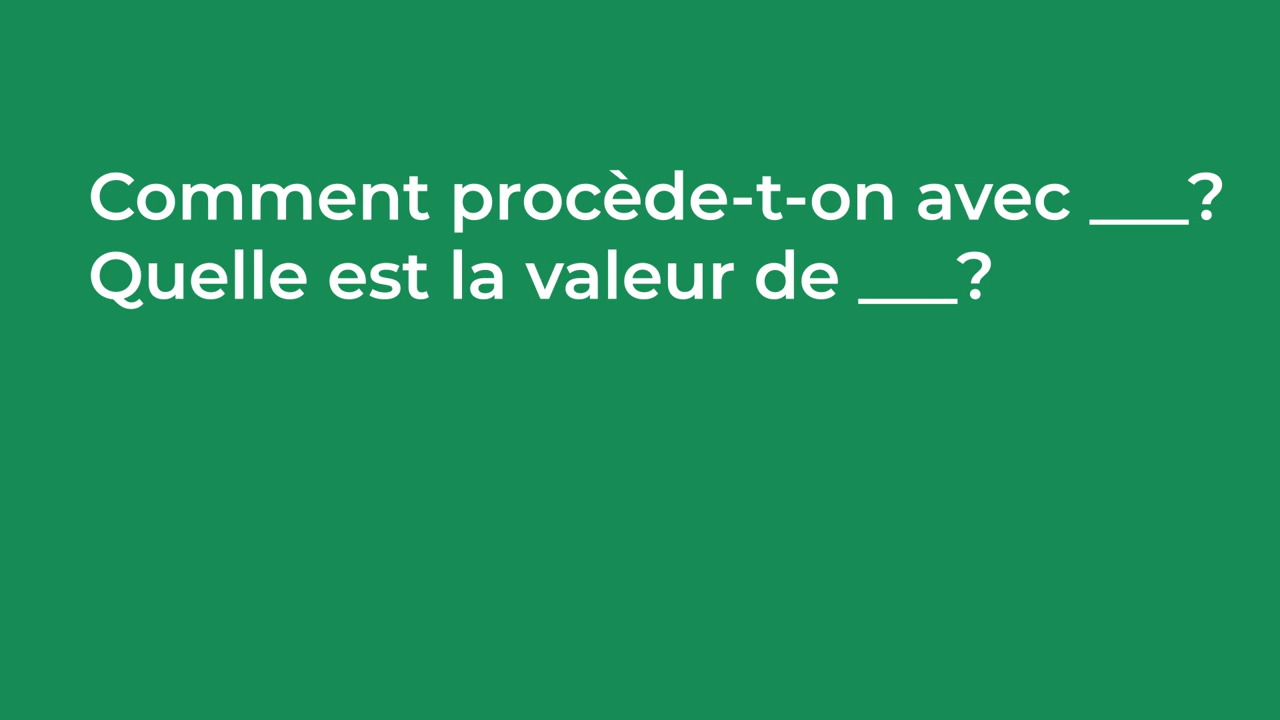 Comment procède-t-on avec ___?
Quelle est la valeur de ___?